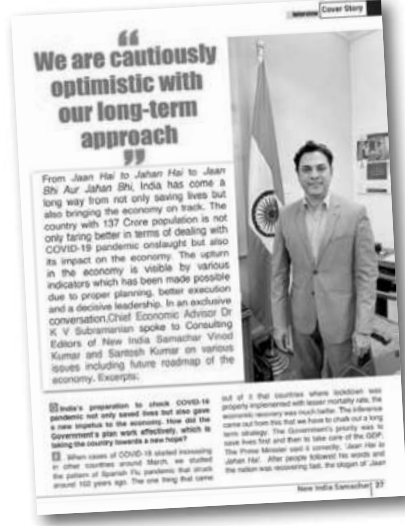 Interview Cover Story
“
We are cautiously
optimistic with
our long-term
approach
”
From Jaan Hai to Jahan Hai to Jaan
Bhi Aur Jahan Bhi, India has come a
long way from not only saving lives but
also bringing the economy on track. The
country with 137 Crore population is not
only faring better in terms of dealing with
COVID-19 pandemic onslaught but also
its impact on the economy. The upturn
in the economy is visible by various
indicators which has been made possible
due to proper planning, better execution
and a decisive leadership. In an exclusive
conversation,Chief Economic Advisor Dr
K V Subramanian spoke to Consulting
Editors of New India Samachar Vinod
Kumar and Santosh Kumar on various
issues including future roadmap of the
economy. Excerpts:
India's preparation to check COVID-19
pandemic not only saved lives but also gave
a new impetus to the economy. How did the
Government's plan work effectively, which is
taking the country towards a new hope?
When cases of COVID-19 started increasing
in other countries around March, we studied
the pattern of Spanish Flu, pandemic that struck
around 102 years ago. The one thing that came
out of it that countries where lockdown was
properly implemented with lesser mortality rate, the
economic recovery was much better. The inference
came out from this that we have to chalk out a long
term strategy. The Government's priority was to
save lives first and then to take care of the GDP.
The Prime Minister said it correctly, 'Jaan Hai to
Jahan Hai'. After people followed his words and
the nation was recovering fast, the slogan of 'Jaan
New India Samachar 27